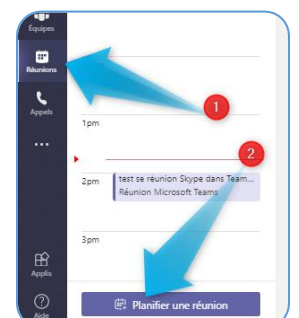 Équipes
Réunions
Appels
Applis
Aide
1
1pm
2
2pm
test se reunion Skype dans Team...
Réunion Microsoft Teams
3pm
Planifier une réunion